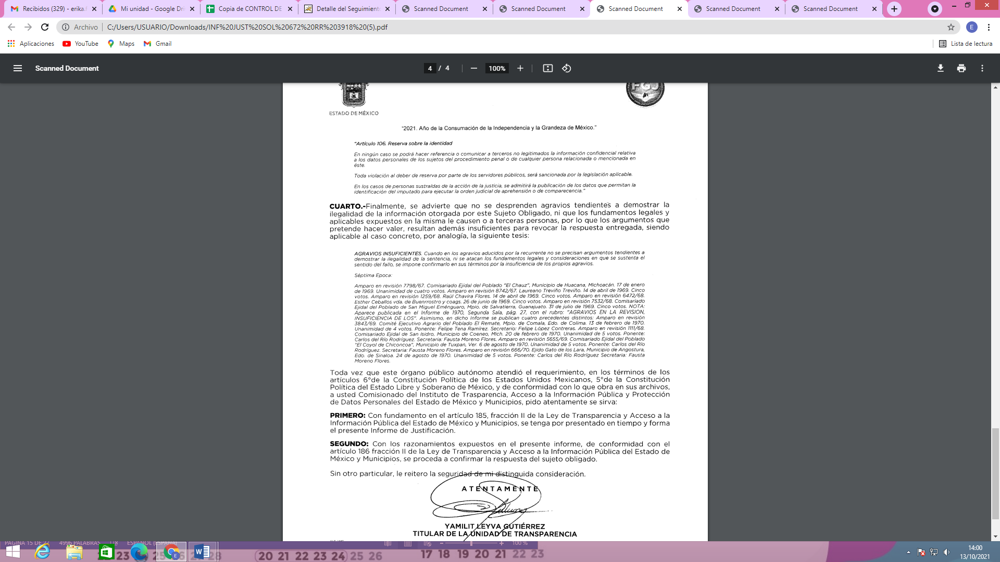 Recibidos (329) - erika.f
Mi unidad - Google Dri
Copia de CONTROL DE
Detalle del Seguimiento
Scanned Document
Scanned Document
Scanned Document
Scanned Document
Scanned Document
Archivo C:/Users/USUARIO/Downloads/INF%20JUST%20SOL%20672%20RR%203918%20(5).pdf
E
Aplicaciones YouTube Maps Gmail
Lista de lectura
Scanned Document
4 / 4
100%
FGJ
ESTADO DE MÉXICO
"2021. Año de la Consumación de la Independencia y la Grandeza de México."
"Artículo 106. Reserva sobre la identidad
En ningún caso se podrá hacer referencia o comunicar a terceros no legitimados la información confidencial relativa
a los datos personales de los sujetos del procedimiento penal o de cualquier persona relacionada o mencionada en
éste.
Toda violación al deber de reserva por parte de los servidores públicos, será sancionada por la legislación aplicable.
En los casos de personas sustraídas de la acción de la justicia, se admitirá la publicación de los datos que permitan la
identificación del imputado para ejecutar la orden judicial de aprehensión o de comparecencia."
CUARTO.-Finalmente, se advierte que no se desprenden agravios tendientes a demostrar la
ilegalidad de la información otorgada por este Sujeto Obligado, ni que los fundamentos legales y
aplicables expuestos en la misma le causen o a terceras personas, por lo que los argumentos que
pretende hacer valer, resultan además insuficientes para revocar la respuesta entregada, siendo
aplicable al caso concreto, por analogía, la siguiente tesis:
AGRAVIOS INSUFICIENTES. Cuando en los agravios aducidos por la recurrente no se precisan argumentos tendientes a
demostrar la ilegalidad de la sentencia, ni se atacan los fundamentos legales y consideraciones en que se sustenta el
sentido del fallo, se impone confirmarlo en sus términos por la insuficiencia de los propios agravios.
Séptima Epoca:
Amparo en revisión 7798/67. Comisariado Ejidal del Poblado "El Chauz", Municipio de Huacana, Michoacán. 17 de enero
de 1969. Unanimidad de cuatro votos. Amparo en revisión 8742/67. Laureano Treviño Treviño. 14 de abril de 1969. Cinco
votos. Amparo en revisión 1259/68. Raúl Chavira Flores. 14 de abril de 1969. Cinco votos. Amparo en revisión 6472/68.
Esther Ceballos vda. de Buenrrostro y coags. 26 de junio de 1969. Cinco votos. Amparo en revisión 7532/68. Comisariado
Ejidal del Poblado de San Miguel Eménguaro, Mpio. de Salvatierra, Guanajuato. 31 de julio de 1969. Cinco votos. NOTA:
Aparece publicada en el Informe de 1970, Segunda Sala, pág. 27, con el rubro: "AGRAVIOS EN LA REVISION,
INSUFICIENCIA DE LOS". Asimismo, en dicho Informe se publican cuatro precedentes distintos: Amparo en revisión
3843/69. Comité Ejecutivo Agrario del Poblado El Remate, Mpio. de Comala, Edo. de Colima. 13 de febrero de 1970.
Unanimidad de 4 votos. Ponente: Felipe Tena Ramírez. Secretario: Felipe López Contreras. Amparo en revisión 1111/68.
Comisariado Ejidal de San Isidro, Municipio de Coeneo, Mich. 20 de febrero de 1970. Unanimidad de 5 votos. Ponente:
Carlos del Río Rodríguez. Secretaria: Fausta Moreno Flores. Amparo en revisión 5655/69. Comisariado Ejidal del Poblado
"El Coyol de Chiconcoa", Municipio de Tuxpan, Ver. 6 de agosto de 1970. Unanimidad de 5 votos. Ponente: Carlos del Río
Rodríguez. Secretaria: Fausta Moreno Flores. Amparo en revisión 666/70. Ejido Gato de los Lara, Municipio de Angostura,
Edo. de Sinaloa. 24 de agosto de 1970. Unanimidad de 5 votos. Ponente: Carlos del Río Rodríguez Secretaria: Fausta
Moreno Flores.
Toda vez que este órgano público autónomo atendió el requerimiento, en los términos de los
artículos 6°de la Constitución Política de los Estados Unidos Mexicanos, 5°de la Constitución
Política del Estado Libre y Soberano de México, y de conformidad con lo que obra en sus archivos,
a usted Comisionado del Instituto de Trasparencia, Acceso a la Información Pública y Protección
de Datos Personales del Estado de México y Municipios, pido atentamente se sirva:
PRIMERO: Con fundamento en el artículo 185, fracción II de la Ley de Transparencia y Acceso a la
Información Pública del Estado de México y Municipios, se tenga por presentado en tiempo y forma
el presente Informe de Justificación.
SEGUNDO: Con los razonamientos expuestos en el presente informe, de conformidad con el
artículo 186 fracción II de la Ley de Transparencia y Acceso a la Información Pública del Estado de
México y Municipios, se proceda a confirmar la respuesta del sujeto obligado.
Sin otro particular, le reitero la seguridad de mi distinguida consideración.
ATENTAMENTE
YAMILIT LEYVA GUTIÉRREZ
TITULAR DE LA UNIDAD DE TRANSPARENCIA
PÁGINA 15 DE 27 4996 PALABRAS ESPAÑOL (ESPAÑA) 100 %
23 25 28 20 21 22 23 24 25 26 17 18 19 20 21 22 23
14:00
13/10/2021